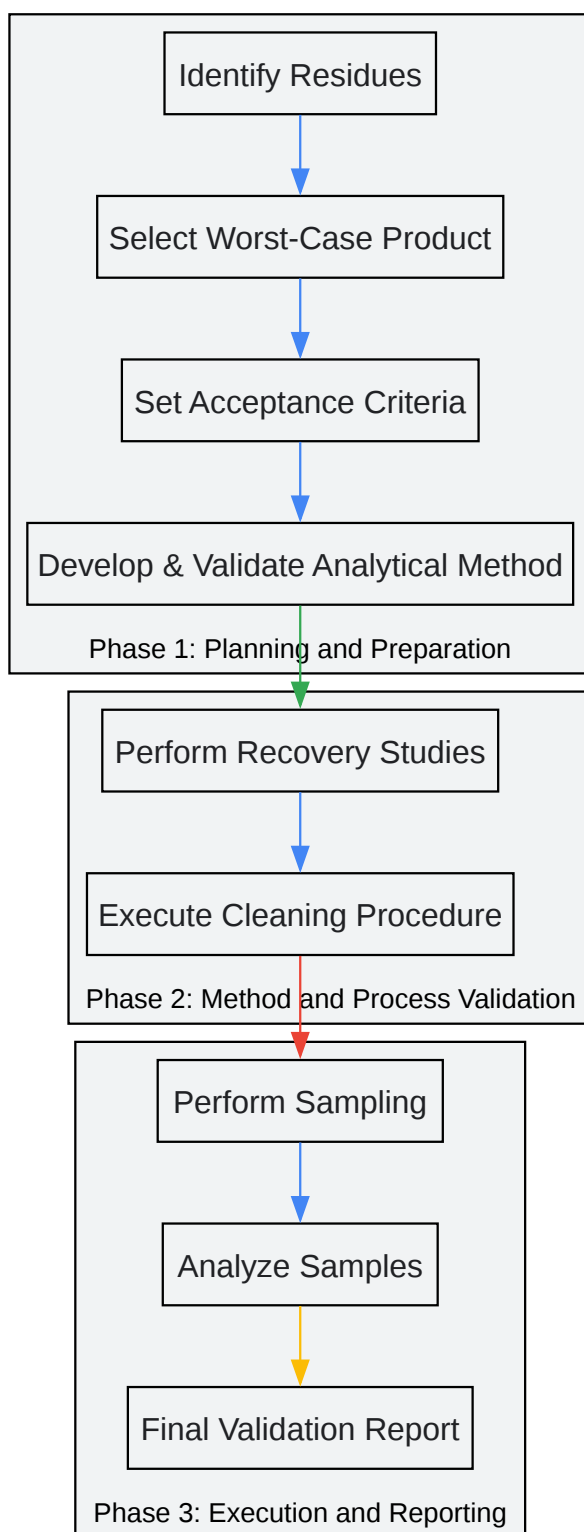 Identify Residues
Select Worst-Case Product
Set Acceptance Criteria
Develop & Validate Analytical Method
Phase 1: Planning and Preparation
Perform Recovery Studies
Execute Cleaning Procedure
Phase 2: Method and Process Validation
Perform Sampling
Analyze Samples
Final Validation Report
Phase 3: Execution and Reporting